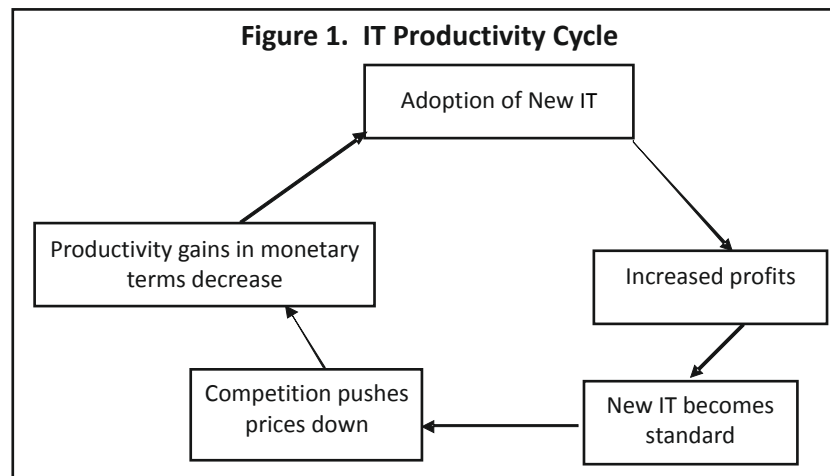 Figure 1.  IT Productivity Cycle
Adoption of New IT
Increased profits
New IT becomes
standard
Competition pushes
prices down
Productivity gains in monetary
terms decrease